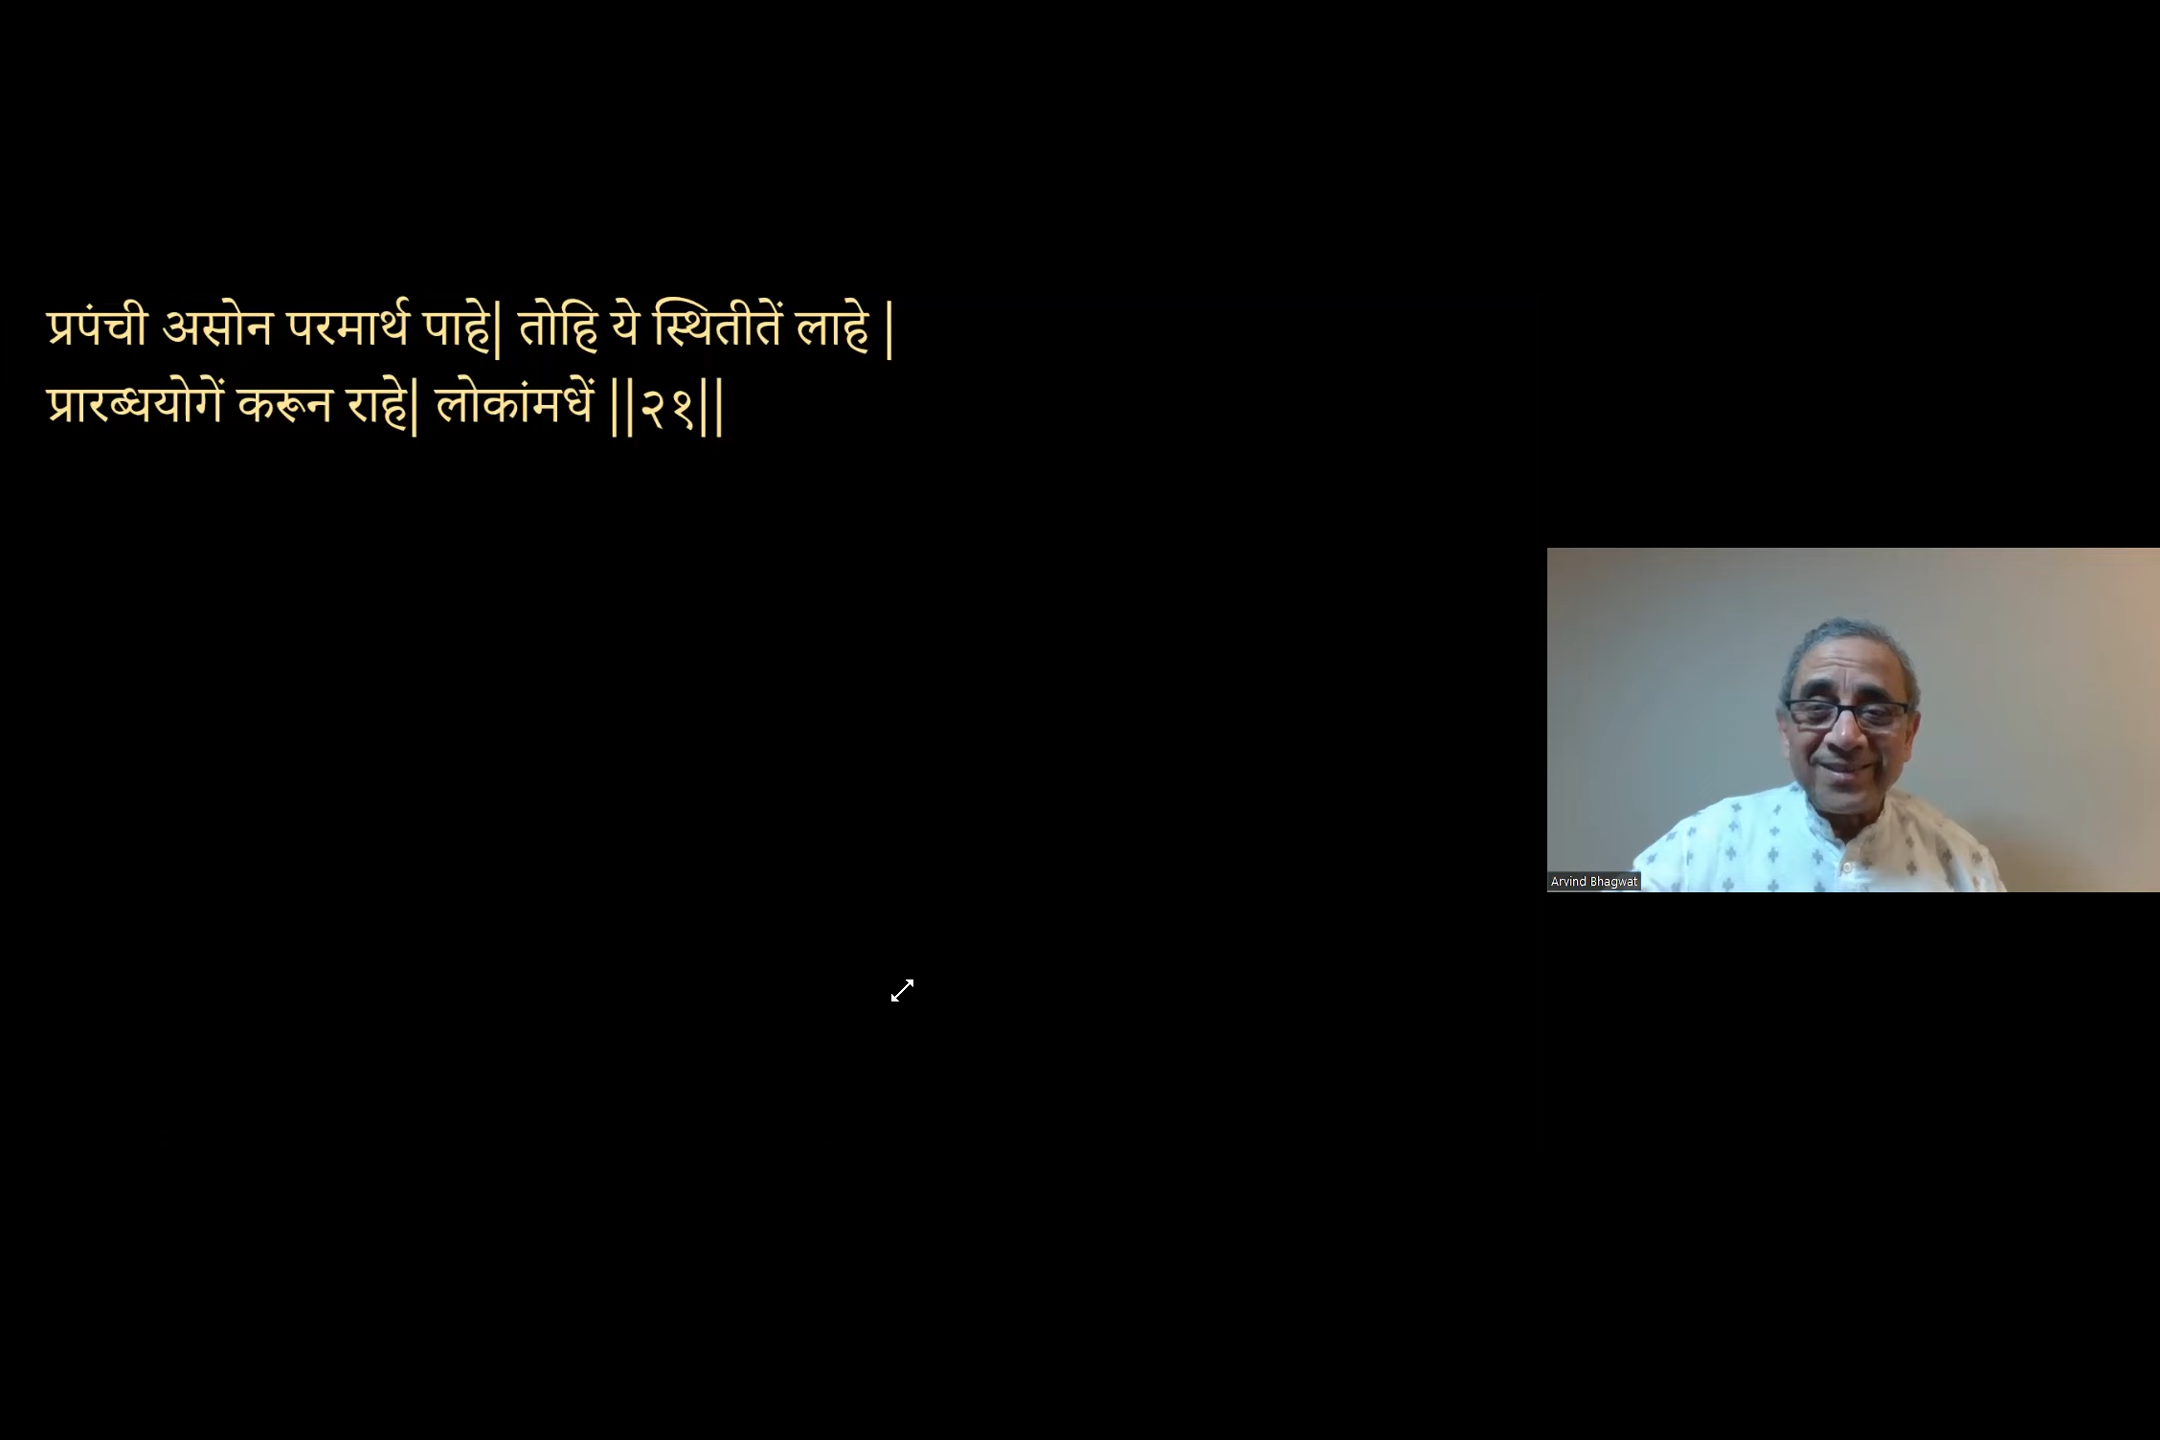 प्रपंची असोन परमार्थ पाहे| तोहि ये स्थितीतें लाहे |
प्रारब्धयोगें करून राहे| लोकांमधें ||२१||
Arvind Bhagwat